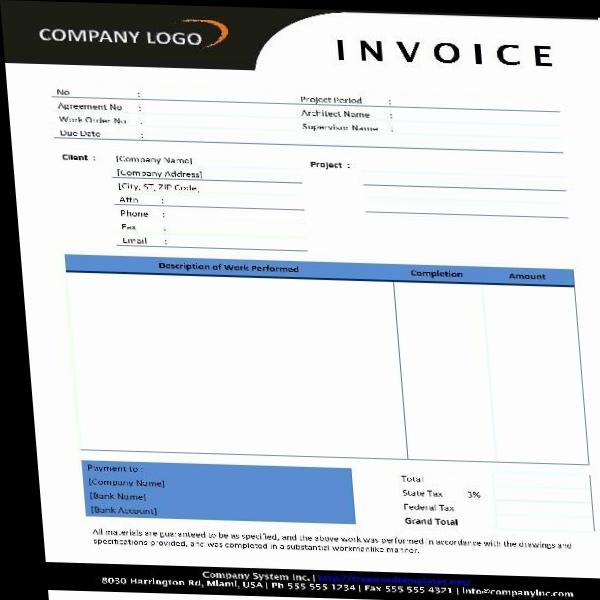 COMPANY LOGO
INVOICE
No :
Agreement No :
Work Order No :
Due Date :
Project Period :
Architect Name :
Supervisor Name :
Client :
[Company Name]
[Company Address]
[City, ST, ZIP Code]
Attn :
Phone :
Fax :
Email :
Project :
Description of Work Performed Completion Amount
Payment to :
[Company Name]
[Bank Name]
[Bank Account]
Total
State Tax 3%
Federal Tax
Grand Total
All materials are guaranteed to be as specified, and the above work was performed in accordance with the drawings and
specifications provided, and was completed in a substantial workmanlike manner.
Company System Inc. |
8030 Harrington Rd, Miami, USA | Ph 555 555 1234 | Fax 555 555 4321 | info@companyinc.com